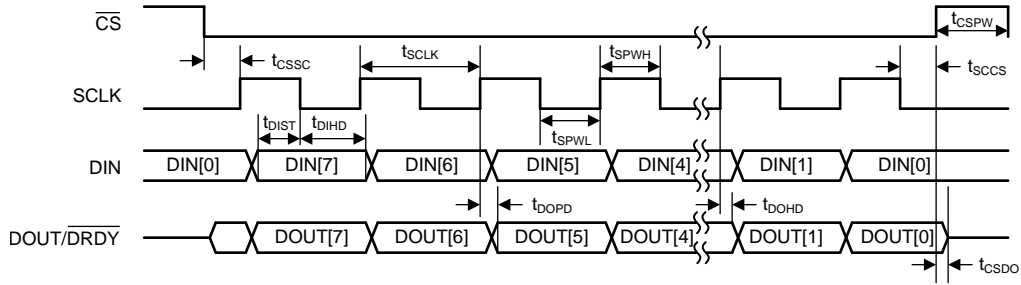 CS
tCSPW
tCSSC
tSCLK
tSPWH
tSCCS
SCLK
tDIST
tDIHD
tSPWL
DIN
DIN[0]
DIN[7]
DIN[6]
DIN[5]
DIN[4]
DIN[1]
DIN[0]
tDOPD
tDOHD
DOUT/DRDY
DOUT[7]
DOUT[6]
DOUT[5]
DOUT[4]
DOUT[1]
DOUT[0]
tCSDO